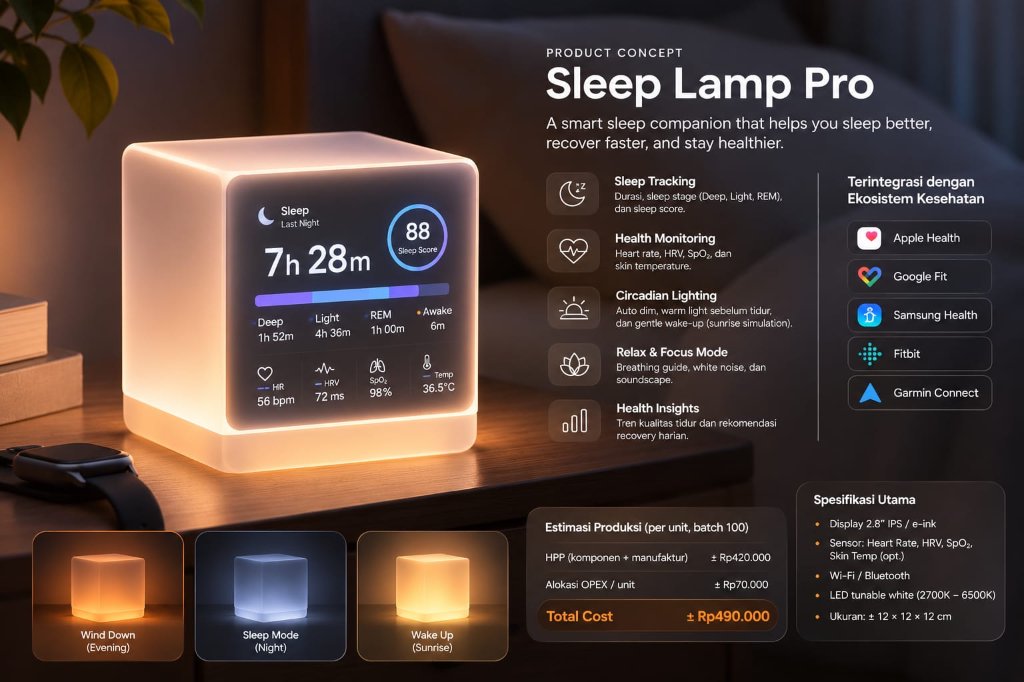 PRODUCT CONCEPT
Sleep Lamp Pro
A smart sleep companion that helps you sleep better,
recover faster, and stay healthier.
Sleep
Last Night
7h 28m
88
Sleep Score
Deep
1h 52m
Light
4h 36m
REM
1h 00m
Awake
6m
HR
56 bpm
HRV
72 ms
SpO₂
98%
Temp
36.5°C
zZ
Sleep Tracking
Durasi, sleep stage (Deep, Light, REM),
dan sleep score.
Health Monitoring
Heart rate, HRV, SpO₂, dan
skin temperature.
Circadian Lighting
Auto dim, warm light sebelum tidur,
dan gentle wake-up (sunrise simulation).
Relax & Focus Mode
Breathing guide, white noise, dan
soundscape.
Health Insights
Tren kualitas tidur dan rekomendasi
recovery harian.
Terintegrasi dengan
Ekosistem Kesehatan
Apple Health
Google Fit
Samsung Health
Fitbit
Garmin Connect
Wind Down
(Evening)
Sleep Mode
(Night)
Wake Up
(Sunrise)
Estimasi Produksi (per unit, batch 100)
HPP (komponen + manufaktur) ± Rp420.000
Alokasi OPEX / unit ± Rp70.000
Total Cost ± Rp490.000
Spesifikasi Utama
• Display 2.8” IPS / e-ink
• Sensor: Heart Rate, HRV, SpO₂,
Skin Temp (opt.)
• Wi-Fi / Bluetooth
• LED tunable white (2700K – 6500K)
• Ukuran: ± 12 × 12 × 12 cm